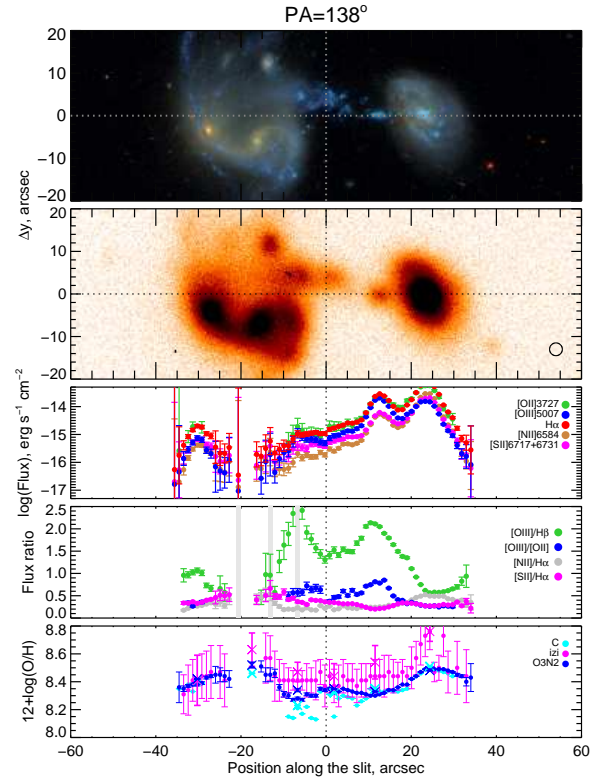 PA=138°
20
10
0
−10
−20
20
10
0
−10
−20
Δy, arcsec
−14
−15
−16
−17
log(Flux), erg s⁻¹ cm⁻²
[OII]3727
[OIII]5007
Hα
[NII]6584
[SII]6717+6731
2.5
2.0
1.5
1.0
0.5
0.0
Flux ratio
[OIII]/Hβ
[OIII]/[OII]
[NII]/Hα
[SII]/Hα
8.8
8.6
8.4
8.2
8.0
12+log(O/H)
C
izi
O3N2
−60 −40 −20 0 20 40 60
Position along the slit, arcsec